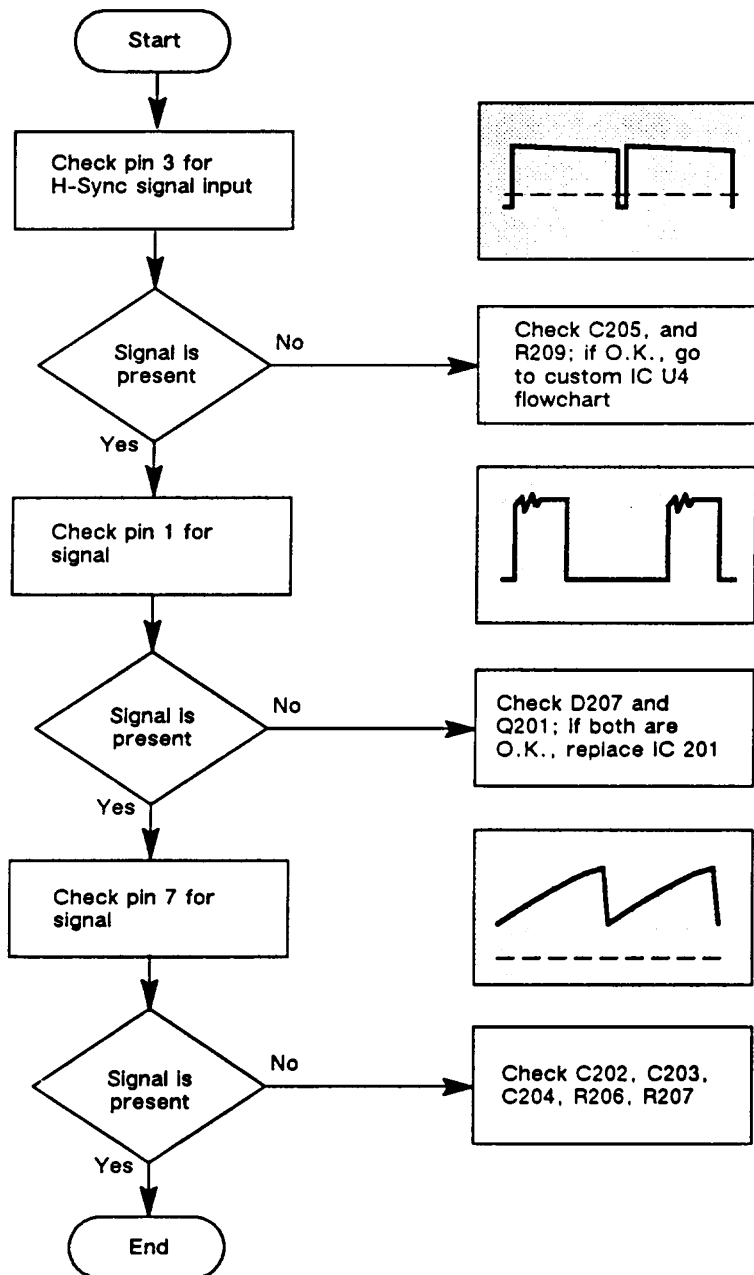 Start
Check pin 3 for
H-Sync signal input
Signal is
present
No
Yes
Check C205, and
R209; if O.K., go
to custom IC U4
flowchart
Check pin 1 for
signal
Signal is
present
No
Yes
Check D207 and
Q201; if both are
O.K., replace IC 201
Check pin 7 for
signal
Signal is
present
No
Yes
Check C202, C203,
C204, R206, R207
End